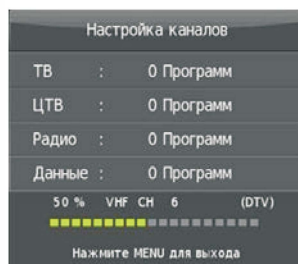 Настройка каналов
ТВ : 0 Программ
ЦТВ : 0 Программ
Радио : 0 Программ
Данные : 0 Программ
50 % VHF CH 6 (DTV)
Нажмите MENU для выхода